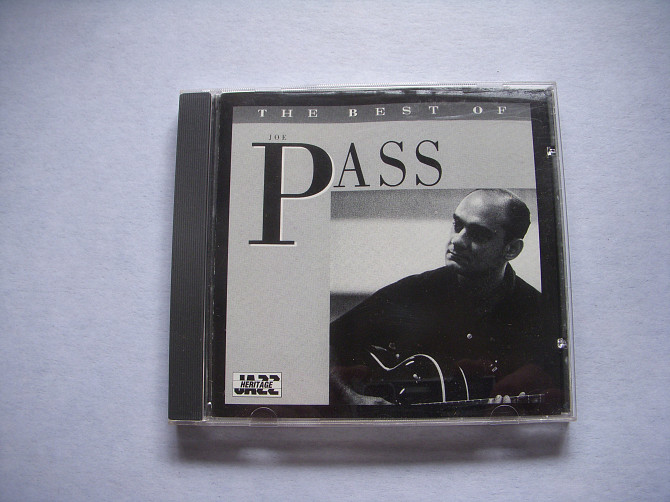 THE BEST OF
JOE
PASS
JAZZ
HERITAGE